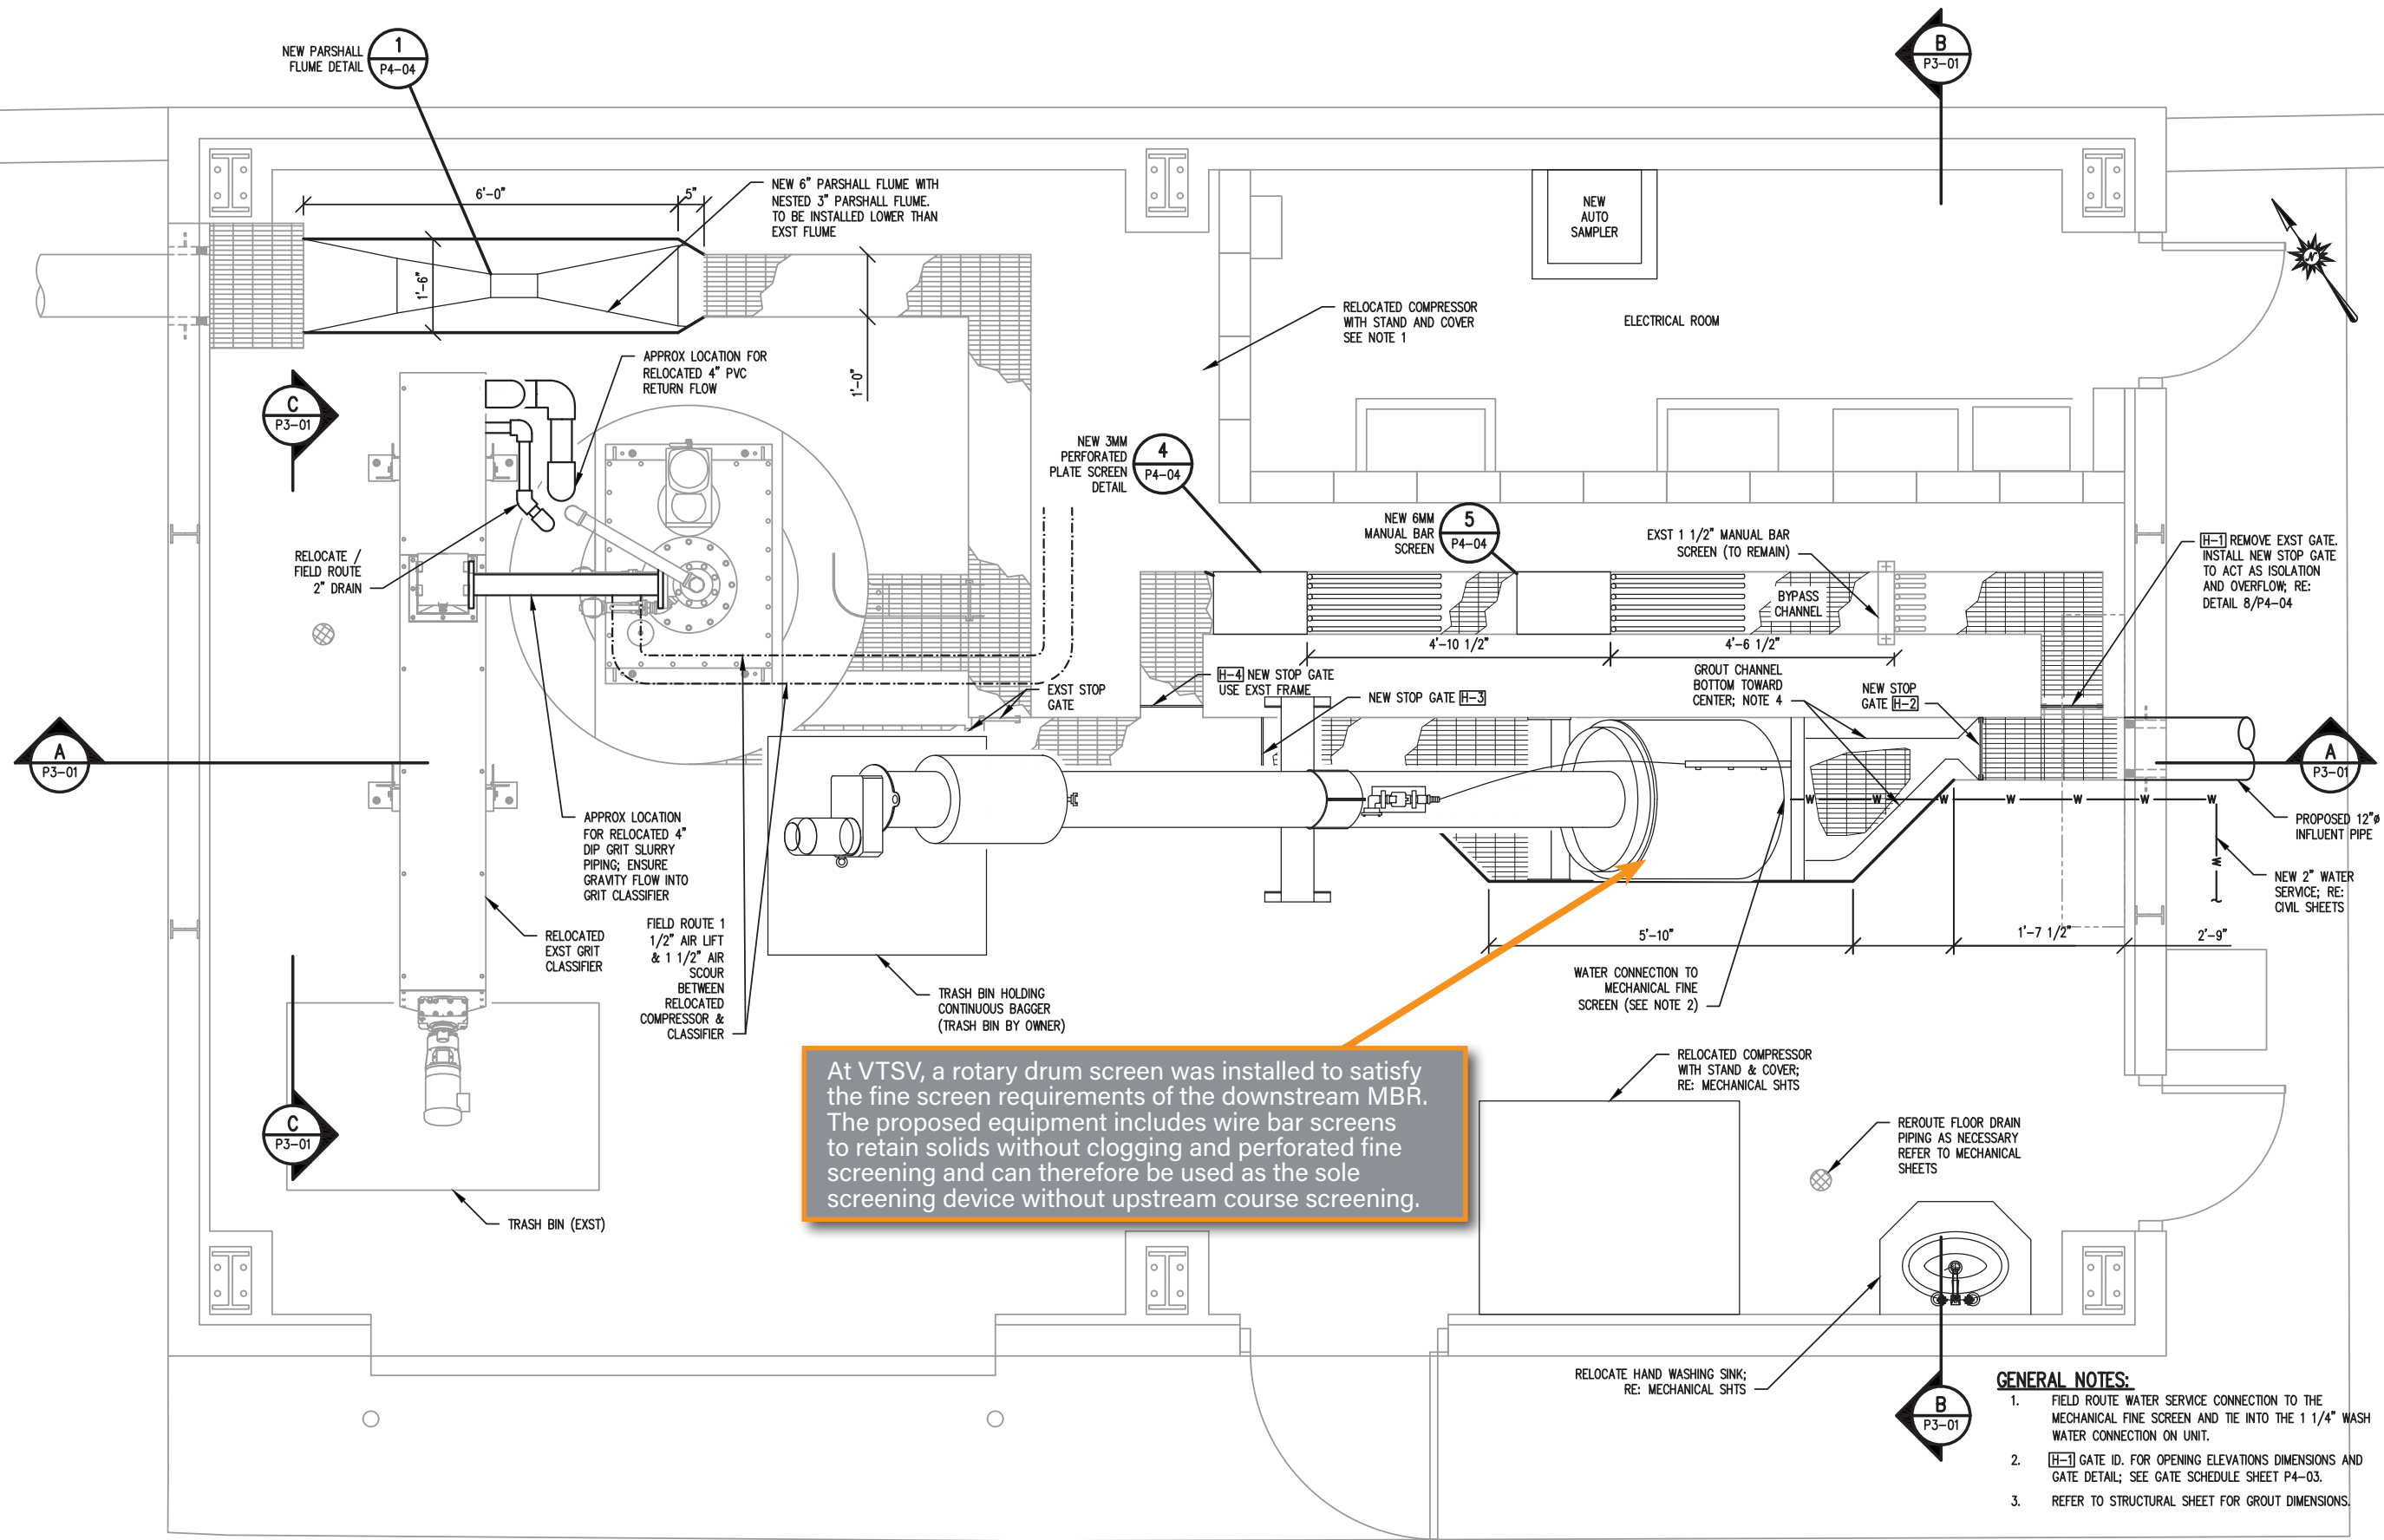 NEW PARSHALL
FLUME DETAIL
1
P4-04
B
P3-01
6'-0"
5"
1'-6"
NEW 6" PARSHALL FLUME WITH
NESTED 3" PARSHALL FLUME.
TO BE INSTALLED LOWER THAN
EXST FLUME
NEW
AUTO
SAMPLER
N
RELOCATED COMPRESSOR
WITH STAND AND COVER
SEE NOTE 1
ELECTRICAL ROOM
APPROX LOCATION FOR
RELOCATED 4" PVC
RETURN FLOW
1'-0"
C
P3-01
NEW 3MM
PERFORATED
PLATE SCREEN
DETAIL
4
P4-04
NEW 6MM
MANUAL BAR
SCREEN
5
P4-04
EXST 1 1/2" MANUAL BAR
SCREEN (TO REMAIN)
H-1 REMOVE EXST GATE.
INSTALL NEW STOP GATE
TO ACT AS ISOLATION
AND OVERFLOW; RE:
DETAIL 8/P4-04
RELOCATE /
FIELD ROUTE
2" DRAIN
BYPASS
CHANNEL
4'-10 1/2"
4'-6 1/2"
H-4 NEW STOP GATE
USE EXST FRAME
EXST STOP
GATE
NEW STOP GATE H-3
GROUT CHANNEL
BOTTOM TOWARD
CENTER; NOTE 4
NEW STOP
GATE H-2
A
P3-01
A
P3-01
W W W W W W W
W
PROPOSED 12"ø
INFLUENT PIPE
NEW 2" WATER
SERVICE; RE:
CIVIL SHEETS
APPROX LOCATION
FOR RELOCATED 4"
DIP GRIT SLURRY
PIPING; ENSURE
GRAVITY FLOW INTO
GRIT CLASSIFIER
RELOCATED
EXST GRIT
CLASSIFIER
FIELD ROUTE 1
1/2" AIR LIFT
& 1 1/2" AIR
SCOUR
BETWEEN
RELOCATED
COMPRESSOR &
CLASSIFIER
5'-10"
1'-7 1/2"
2'-9"
TRASH BIN HOLDING
CONTINUOUS BAGGER
(TRASH BIN BY OWNER)
WATER CONNECTION TO
MECHANICAL FINE
SCREEN (SEE NOTE 2)
At VTSV, a rotary drum screen was installed to satisfy
the fine screen requirements of the downstream MBR.
The proposed equipment includes wire bar screens
to retain solids without clogging and perforated fine
screening and can therefore be used as the sole
screening device without upstream course screening.
RELOCATED COMPRESSOR
WITH STAND & COVER;
RE: MECHANICAL SHTS
C
P3-01
REROUTE FLOOR DRAIN
PIPING AS NECESSARY
REFER TO MECHANICAL
SHEETS
TRASH BIN (EXST)
RELOCATE HAND WASHING SINK;
RE: MECHANICAL SHTS
B
P3-01
GENERAL NOTES:
1. FIELD ROUTE WATER SERVICE CONNECTION TO THE
MECHANICAL FINE SCREEN AND TIE INTO THE 1 1/4" WASH
WATER CONNECTION ON UNIT.
2. H-1 GATE ID. FOR OPENING ELEVATIONS DIMENSIONS AND
GATE DETAIL; SEE GATE SCHEDULE SHEET P4-03.
3. REFER TO STRUCTURAL SHEET FOR GROUT DIMENSIONS.